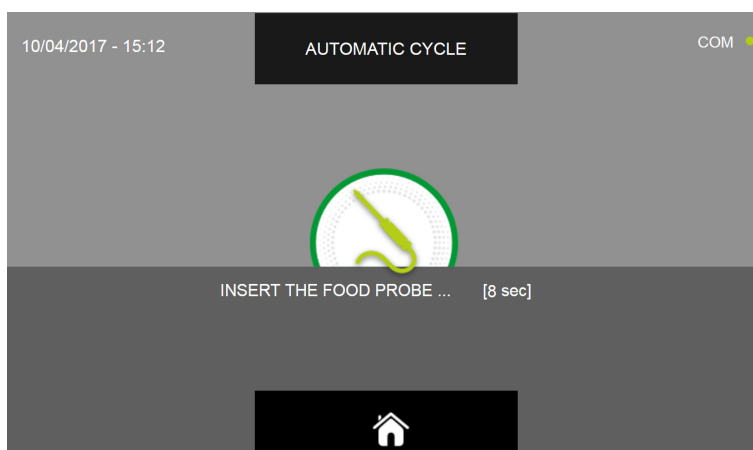 10/04/2017 - 15:12
AUTOMATIC CYCLE
COM
INSERT THE FOOD PROBE ... [8 sec]